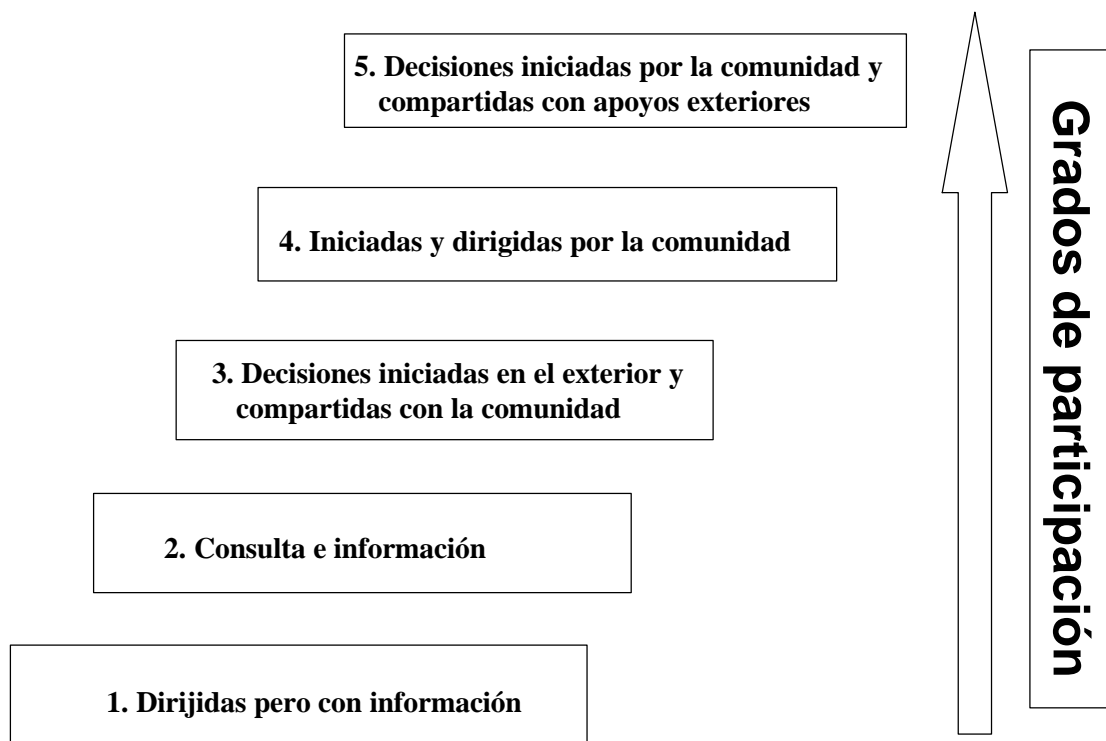 5. Decisiones iniciadas por la comunidad y
compartidas con apoyos exteriores
4. Iniciadas y dirigidas por la comunidad
3. Decisiones iniciadas en el exterior y
compartidas con la comunidad
2. Consulta e información
1. Dirijidas pero con información
Grados de participación